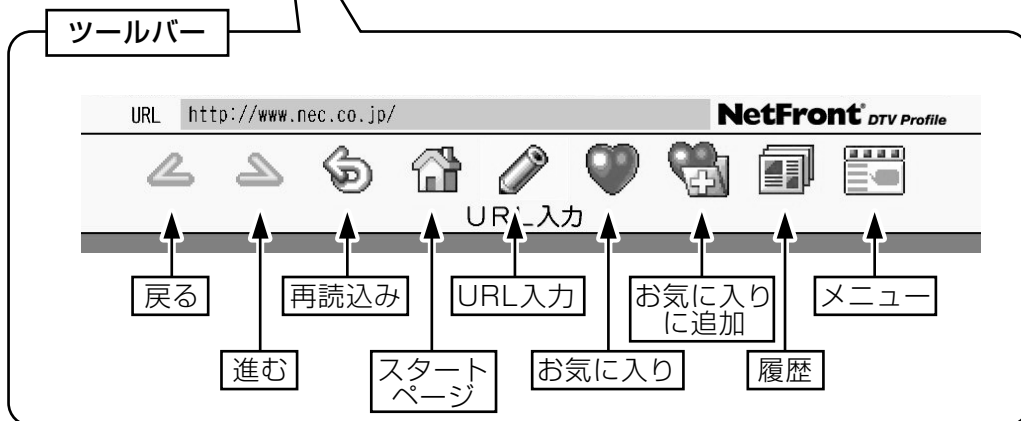 ツールバー
URL http://www.nec.co.jp/ NetFront® DTV Profile
URL入力
戻る
再読込み
URL入力
お気に入り
に追加
メニュー
進む
スタート
ページ
お気に入り
履歴